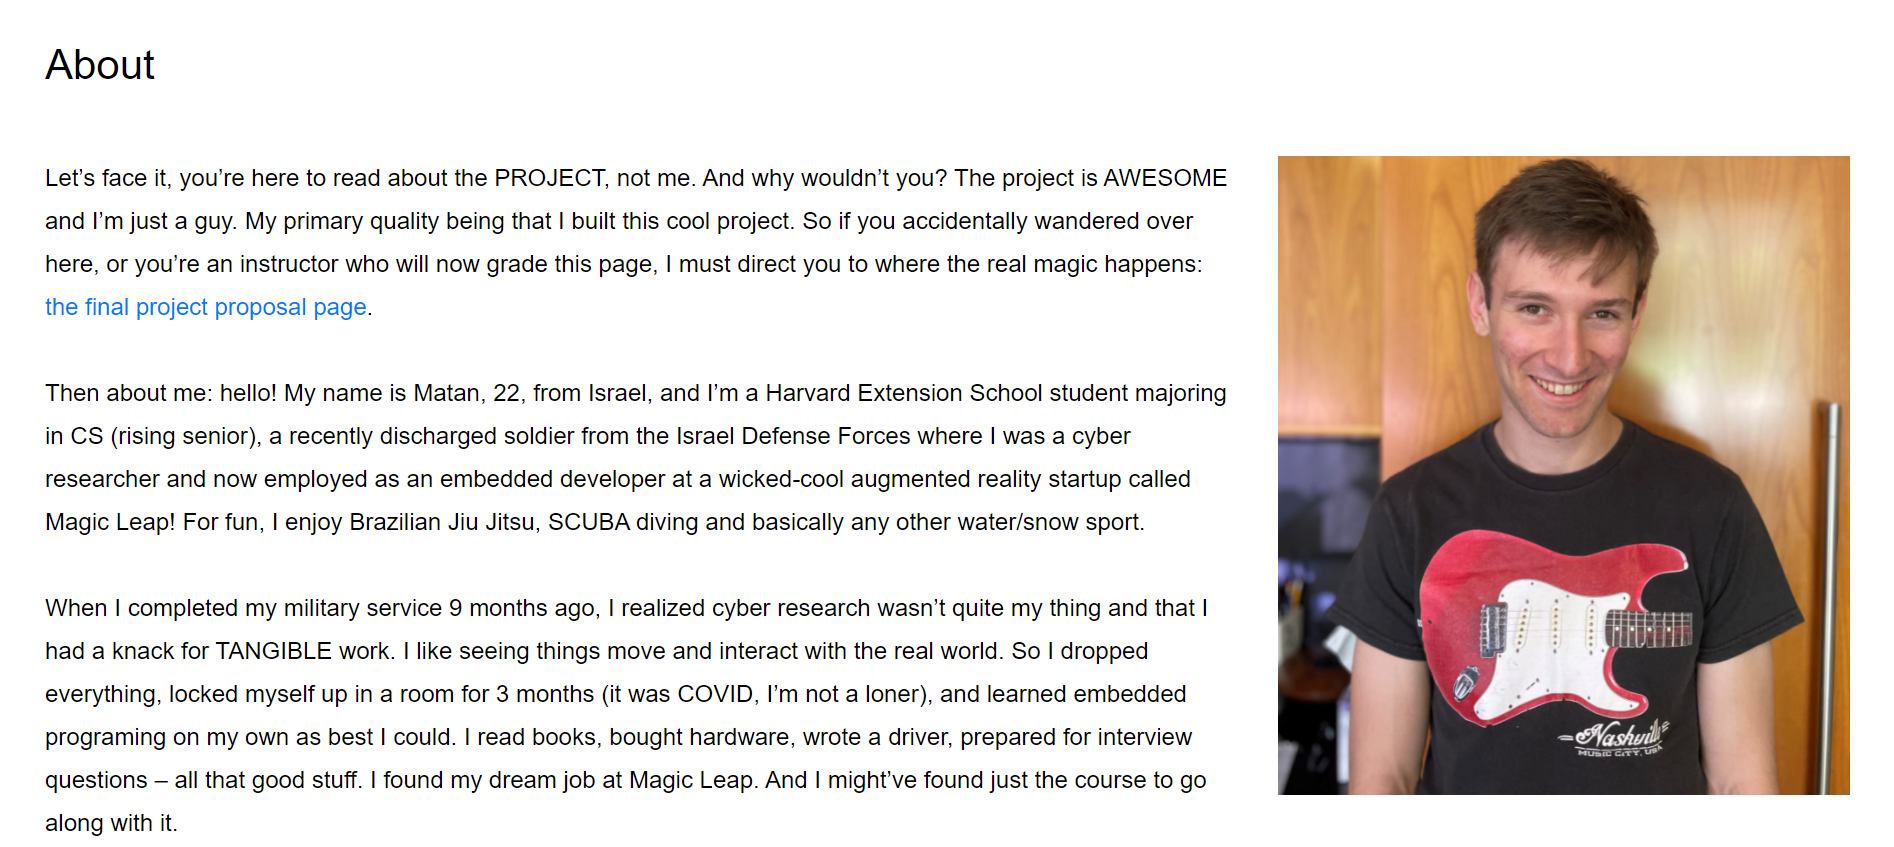 About
Let’s face it, you’re here to read about the PROJECT, not me. And why wouldn’t you? The project is AWESOME
and I’m just a guy. My primary quality being that I built this cool project. So if you accidentally wandered over
here, or you’re an instructor who will now grade this page, I must direct you to where the real magic happens:
the final project proposal page.
Then about me: hello! My name is Matan, 22, from Israel, and I’m a Harvard Extension School student majoring
in CS (rising senior), a recently discharged soldier from the Israel Defense Forces where I was a cyber
researcher and now employed as an embedded developer at a wicked-cool augmented reality startup called
Magic Leap! For fun, I enjoy Brazilian Jiu Jitsu, SCUBA diving and basically any other water/snow sport.
When I completed my military service 9 months ago, I realized cyber research wasn’t quite my thing and that I
had a knack for TANGIBLE work. I like seeing things move and interact with the real world. So I dropped
everything, locked myself up in a room for 3 months (it was COVID, I’m not a loner), and learned embedded
programing on my own as best I could. I read books, bought hardware, wrote a driver, prepared for interview
questions – all that good stuff. I found my dream job at Magic Leap. And I might’ve found just the course to go
along with it.
Nashville
MUSIC CITY, USA